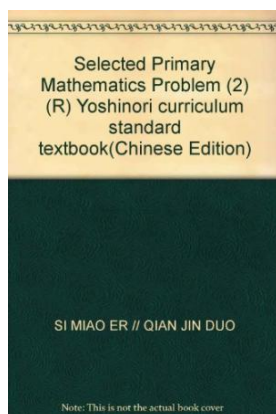 Selected Primary
Mathematics Problem (2)
(R) Yoshinori curriculum
standard
textbook(Chinese Edition)
SI MIAO ER // QIAN JIN DUO
Note: This is not the actual book cover